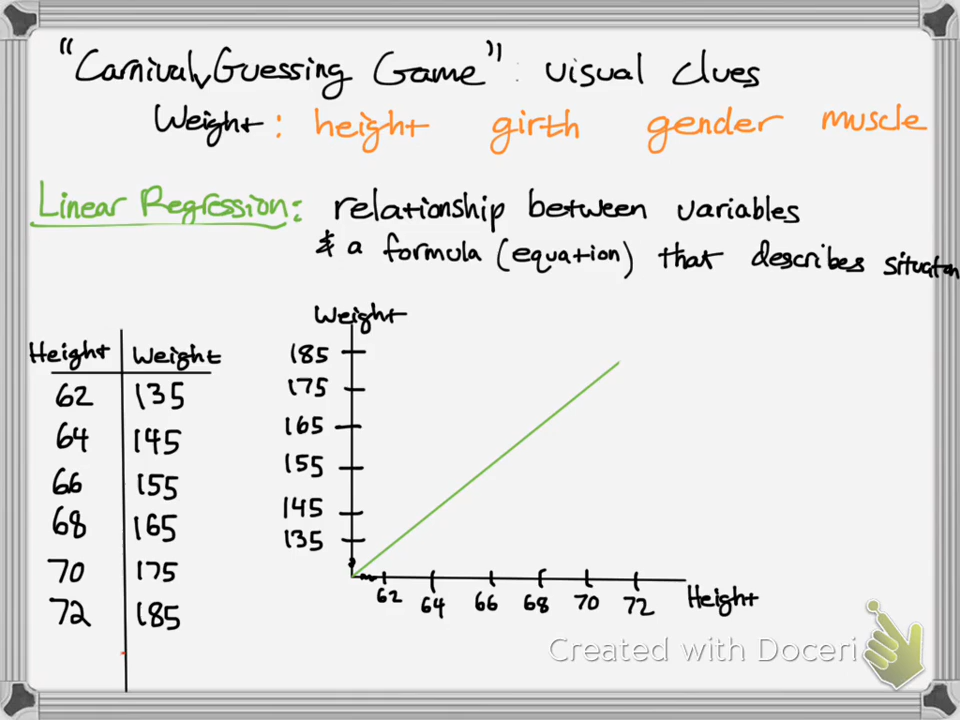 "Carnival Guessing Game": visual clues
Weight: height girth gender muscle
Linear Regression: relationship between variables
& a formula (equation) that describes situation
Height Weight
62 135
64 145
66 155
68 165
70 175
72 185
Weight
185
175
165
155
145
135
62 64 66 68 70 72 Height
Created with Doceri